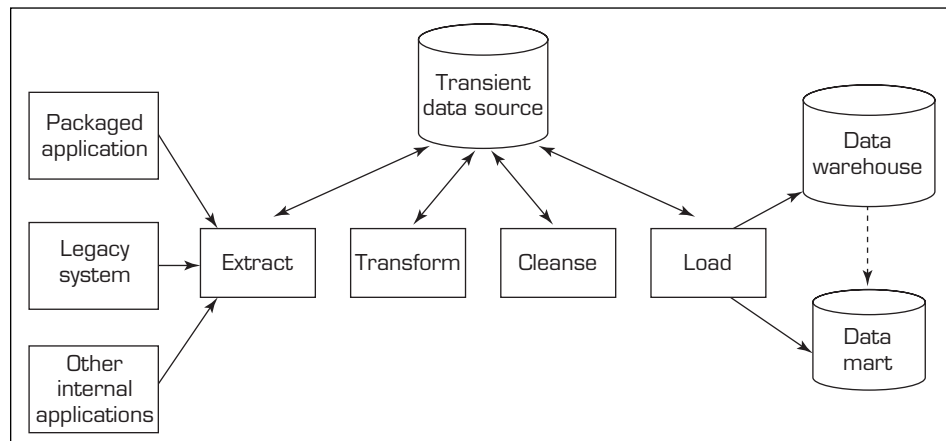 Packaged
application
Legacy
system
Other
internal
applications
Extract
Transient
data source
Transform
Cleanse
Load
Data
warehouse
Data
mart